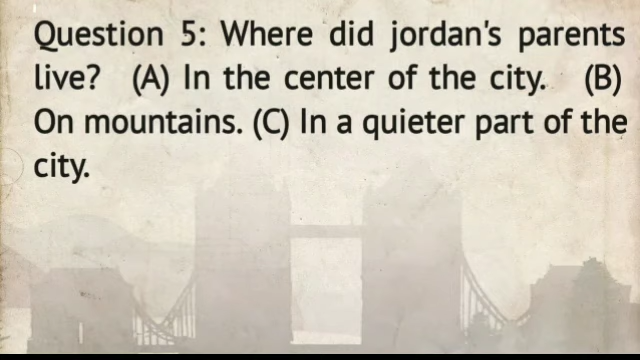 Question 5: Where did jordan's parents
live? (A) In the center of the city. (B)
On mountains. (C) In a quieter part of the
city.